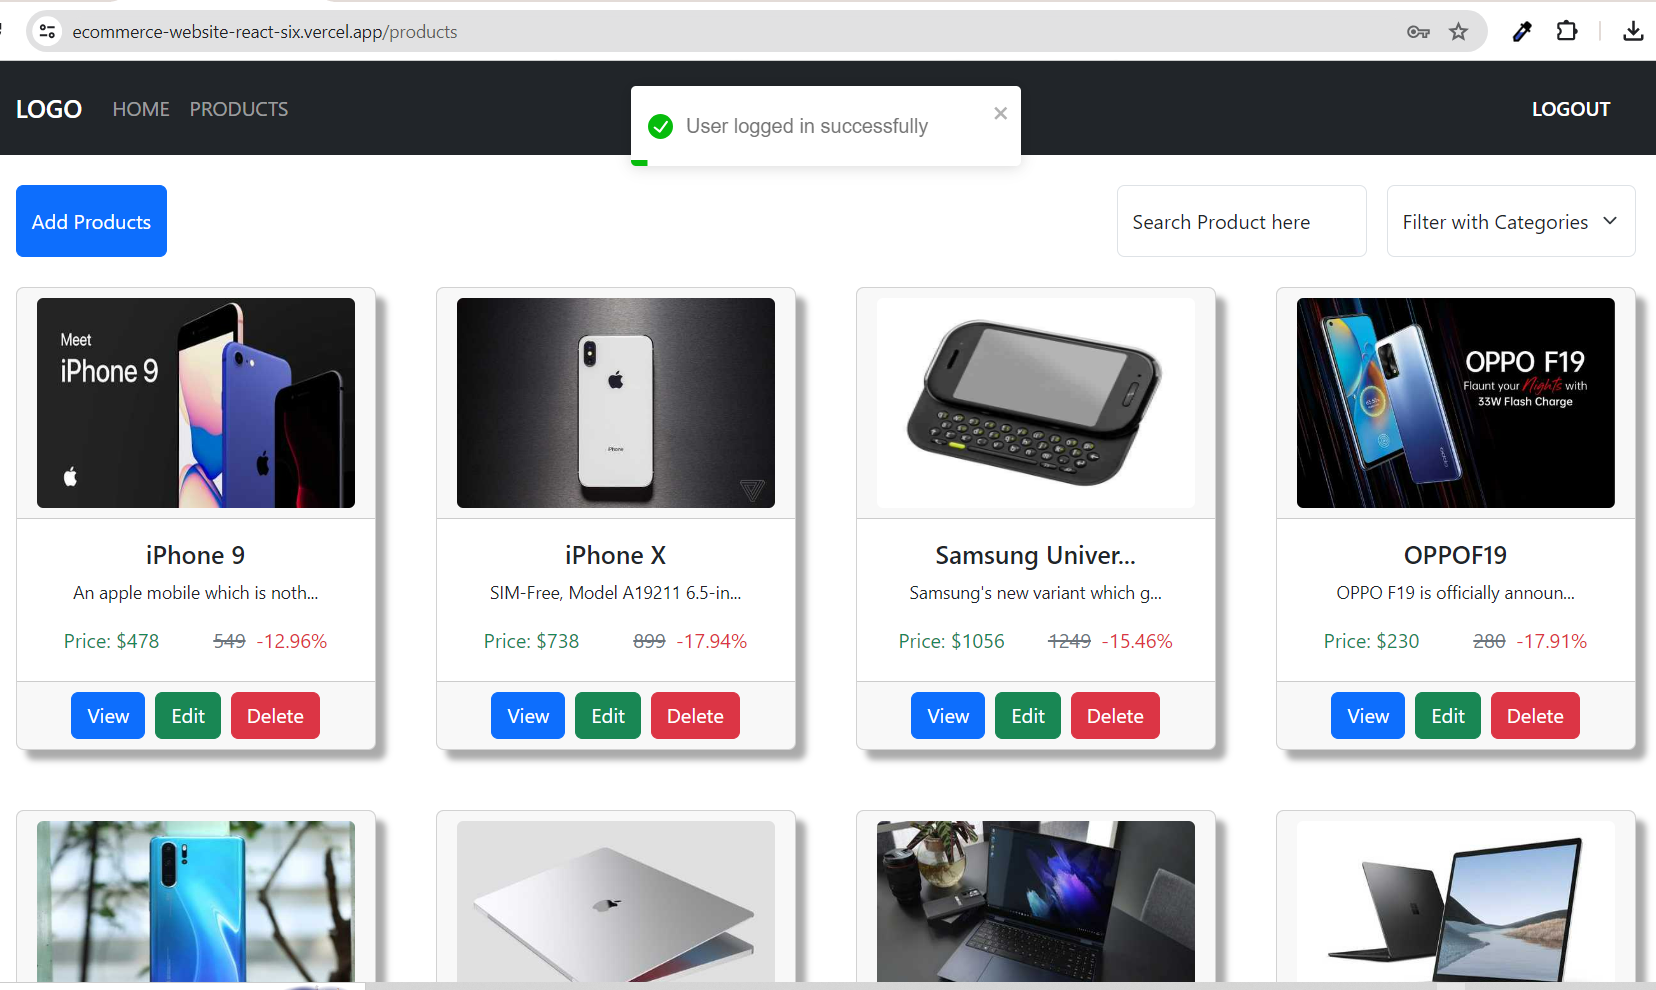 ecommerce-website-react-six.vercel.app/products
LOGO HOME PRODUCTS LOGOUT
User logged in successfully
Add Products
Search Product here
Filter with Categories
Meet
iPhone 9
iPhone
OPPO F19
Flaunt your Nights with
33W Flash Charge
iPhone 9
An apple mobile which is noth...
Price: $478 549 -12.96%
View Edit Delete
iPhone X
SIM-Free, Model A19211 6.5-in...
Price: $738 899 -17.94%
View Edit Delete
Samsung Univer...
Samsung's new variant which g...
Price: $1056 1249 -15.46%
View Edit Delete
OPPOF19
OPPO F19 is officially announ...
Price: $230 280 -17.91%
View Edit Delete